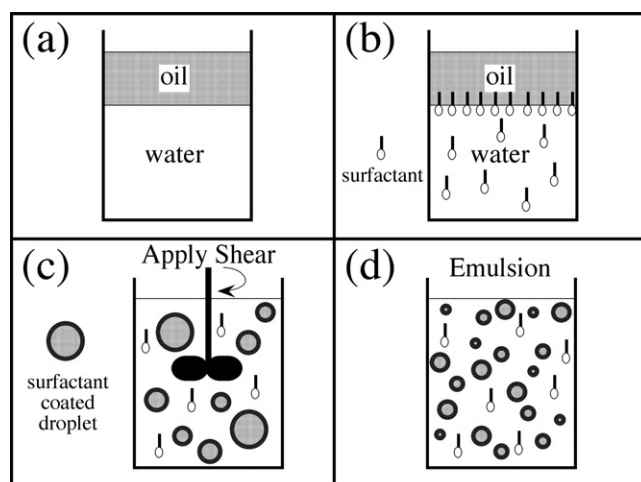 (a)
oil
water
(b)
oil
water
surfactant
(c)
Apply Shear
surfactant
coated
droplet
(d)
Emulsion